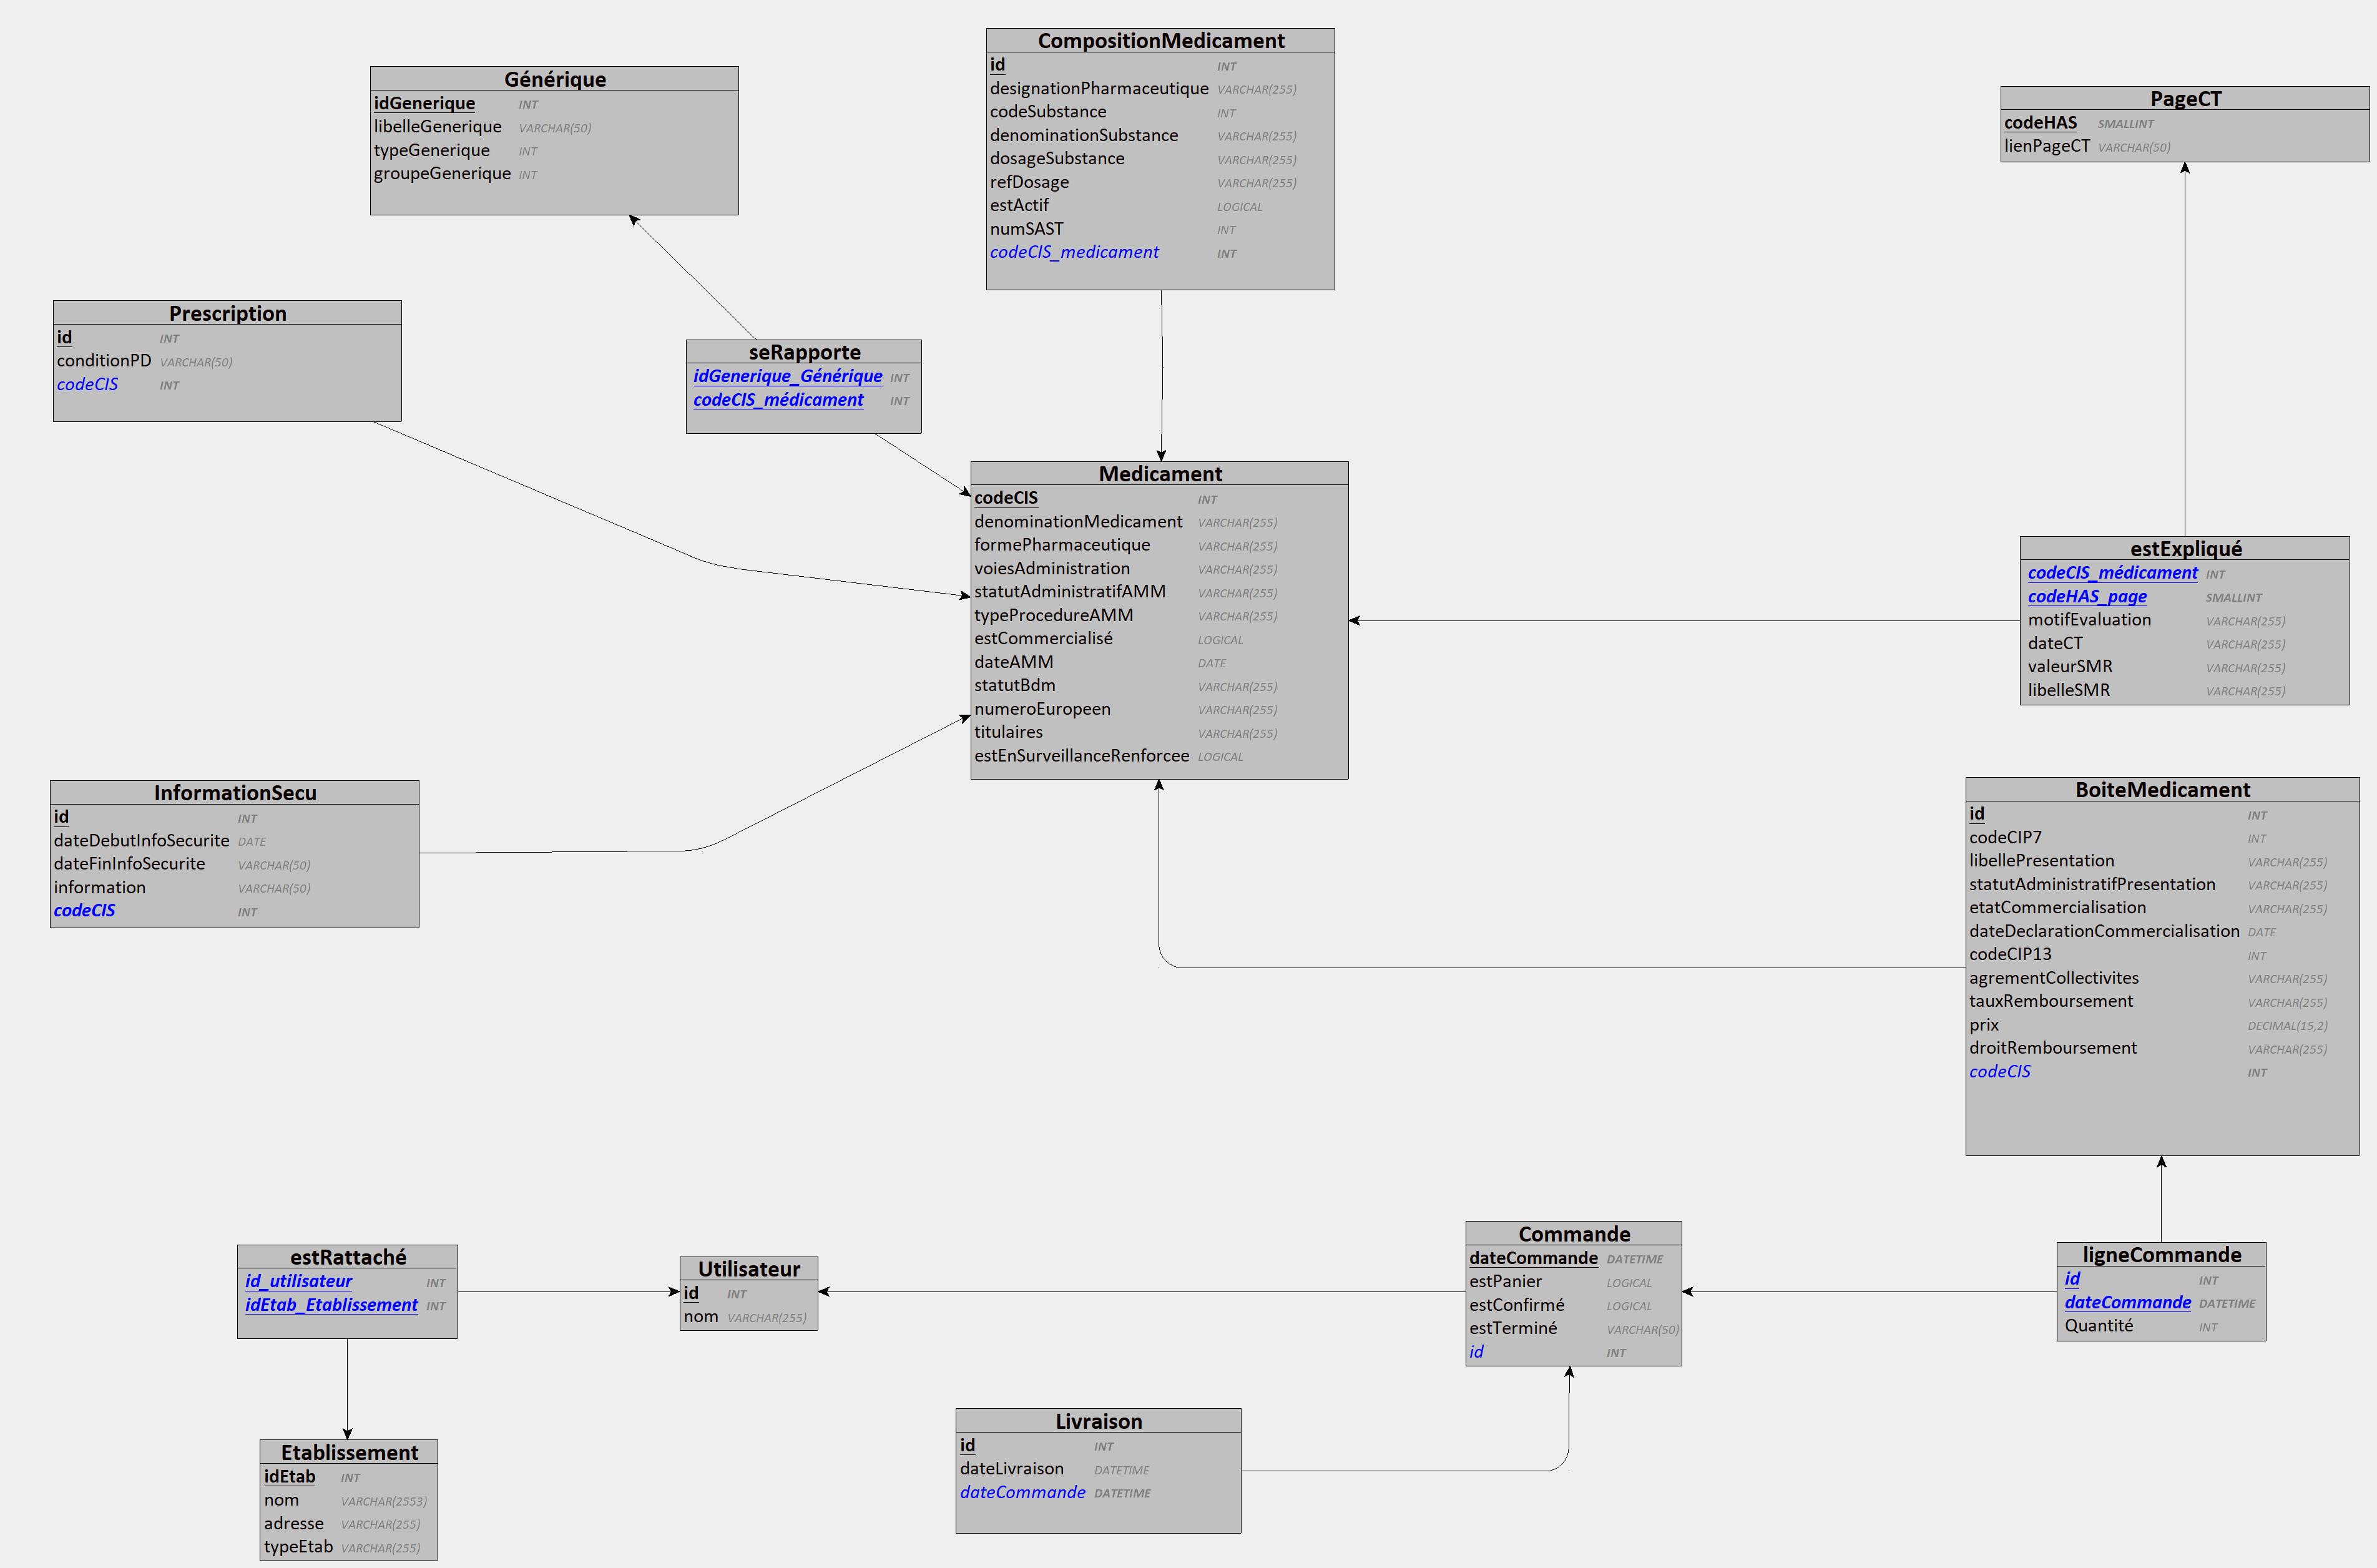 CompositionMedicament
id INT
designationPharmaceutique VARCHAR(255)
codeSubstance INT
denominationSubstance VARCHAR(255)
dosageSubstance VARCHAR(255)
refDosage VARCHAR(255)
estActif LOGICAL
numSAST INT
codeCIS_medicament INT
Générique
idGenerique INT
libelleGenerique VARCHAR(50)
typeGenerique INT
groupeGenerique INT
PageCT
codeHAS SMALLINT
lienPageCT VARCHAR(50)
Prescription
id INT
conditionPD VARCHAR(50)
codeCIS INT
seRapporte
idGenerique_Générique INT
codeCIS_médicament INT
Medicament
codeCIS INT
denominationMedicament VARCHAR(255)
formePharmaceutique VARCHAR(255)
voiesAdministration VARCHAR(255)
statutAdministratifAMM VARCHAR(255)
typeProcedureAMM VARCHAR(255)
estCommercialisé LOGICAL
dateAMM DATE
statutBdm VARCHAR(255)
numeroEuropeen VARCHAR(255)
titulaires VARCHAR(255)
estEnSurveillanceRenforcee LOGICAL
estExpliqué
codeCIS_médicament INT
codeHAS_page SMALLINT
motifEvaluation VARCHAR(255)
dateCT VARCHAR(255)
valeurSMR VARCHAR(255)
libelleSMR VARCHAR(255)
InformationSecu
id INT
dateDebutInfoSecurite DATE
dateFinInfoSecurite VARCHAR(50)
information VARCHAR(50)
codeCIS INT
BoiteMedicament
id INT
codeCIP7 INT
libellePresentation VARCHAR(255)
statutAdministratifPresentation VARCHAR(255)
etatCommercialisation VARCHAR(255)
dateDeclarationCommercialisation DATE
codeCIP13 INT
agrementCollectivites VARCHAR(255)
tauxRemboursement VARCHAR(255)
prix DECIMAL(15,2)
droitRemboursement VARCHAR(255)
codeCIS INT
estRattaché
id_utilisateur INT
idEtab_Etablissement INT
Utilisateur
id INT
nom VARCHAR(255)
Commande
dateCommande DATETIME
estPanier LOGICAL
estConfirmé LOGICAL
estTerminé VARCHAR(50)
id INT
ligneCommande
id INT
dateCommande DATETIME
Quantité INT
Livraison
id INT
dateLivraison DATETIME
dateCommande DATETIME
Etablissement
idEtab INT
nom VARCHAR(2553)
adresse VARCHAR(255)
typeEtab VARCHAR(255)